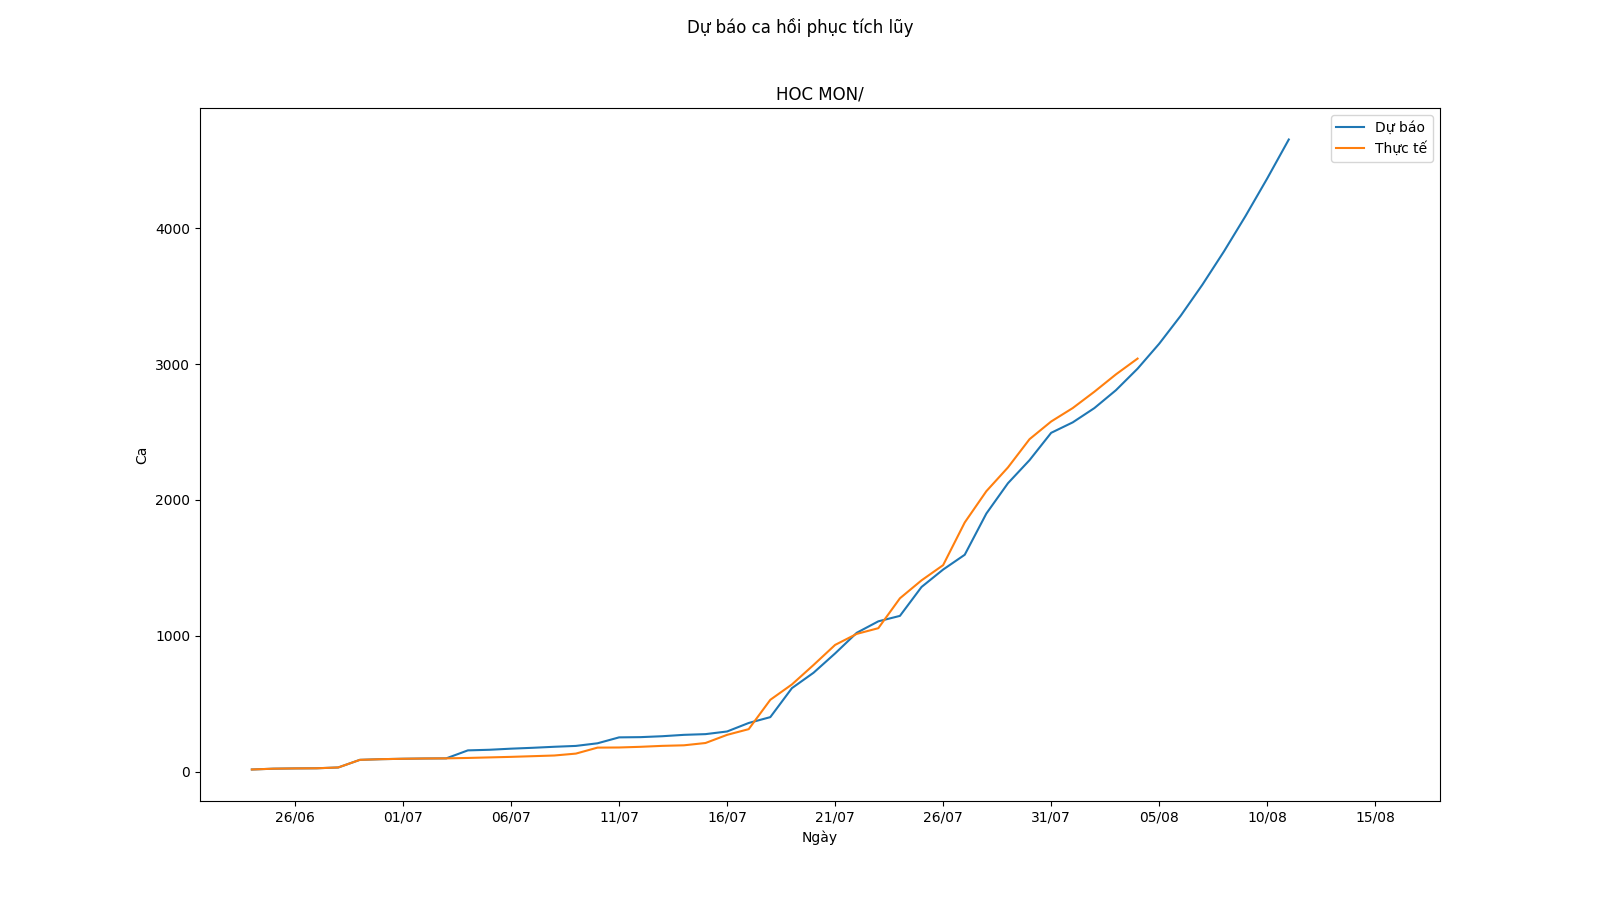 Dự báo ca hồi phục tích lũy
HOC MON/
Dự báo
Thực tế
4000
3000
2000
1000
0
Ca
26/06 01/07 06/07 11/07 16/07 21/07 26/07 31/07 05/08 10/08 15/08
Ngày